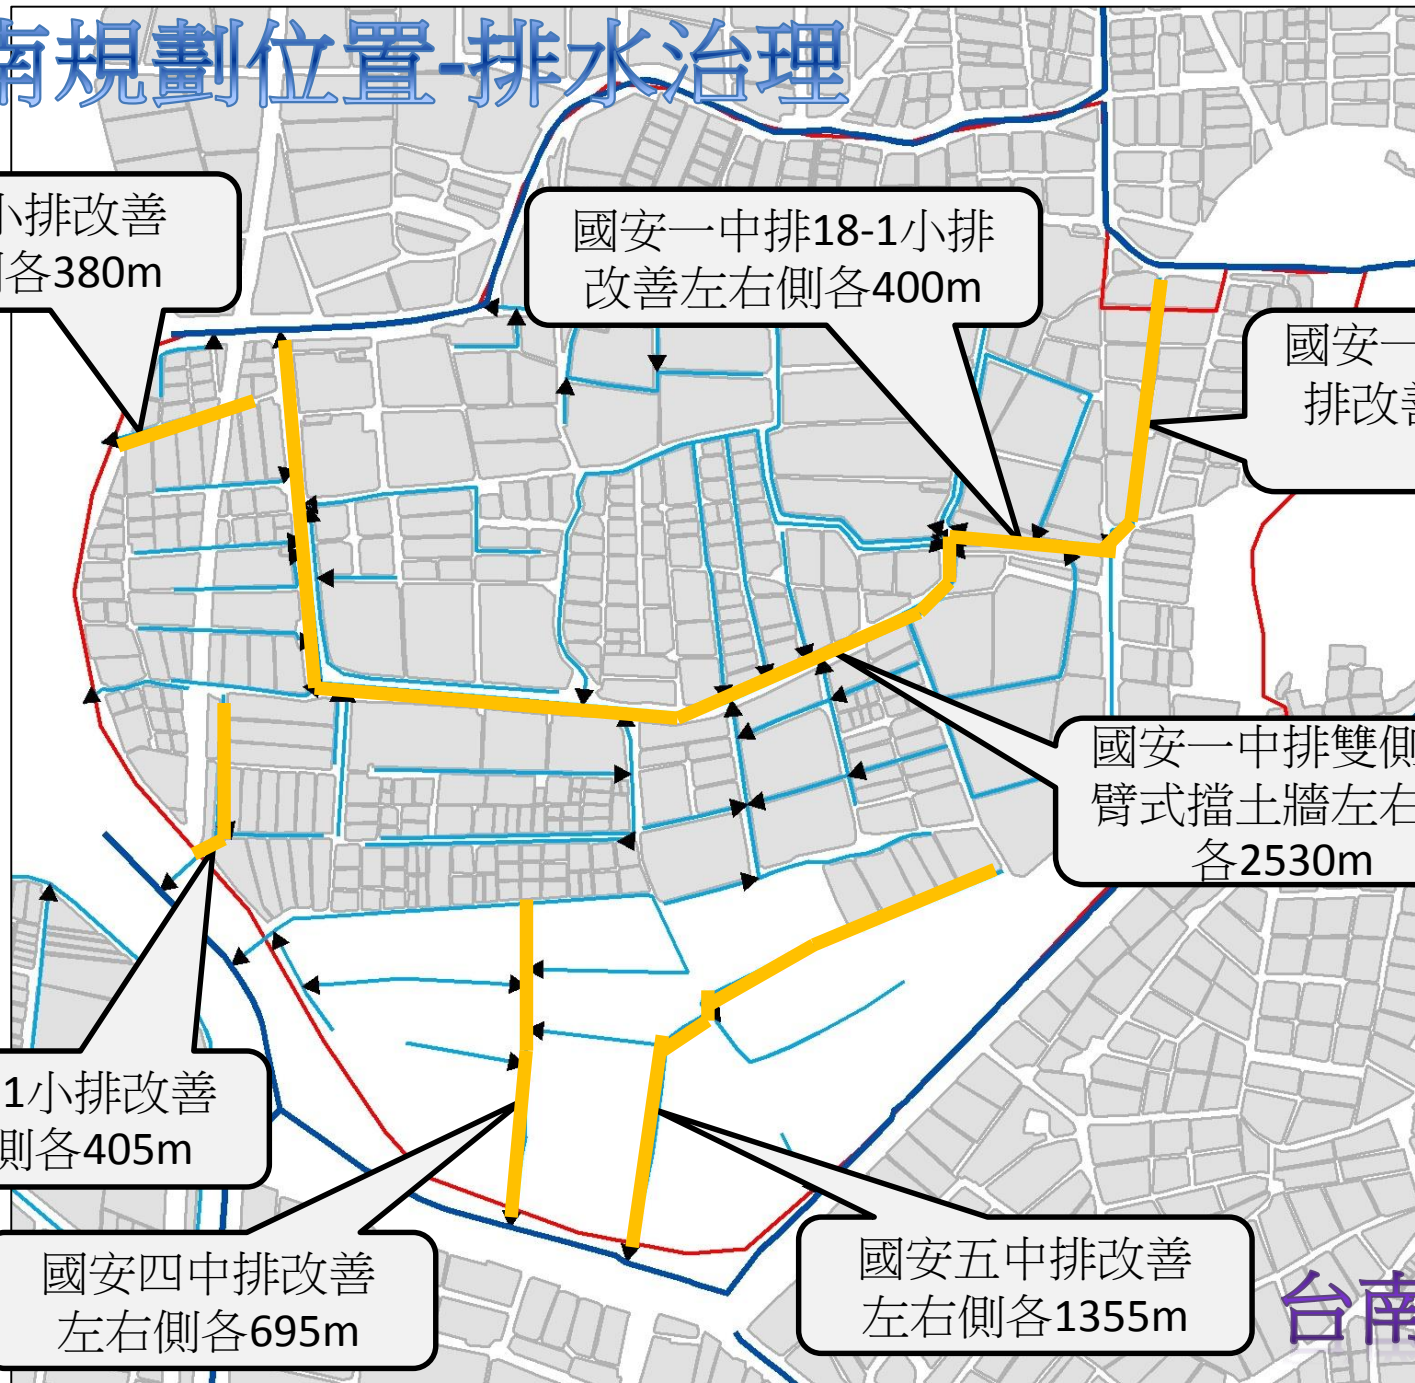 南規劃位置-排水治理
小排改善
側各380m
國安一中排18-1小排
改善左右側各400m
國安一
排改善
國安一中排雙側
臂式擋土牆左右
各2530m
1小排改善
側各405m
國安四中排改善
左右側各695m
國安五中排改善
左右側各1355m
台南